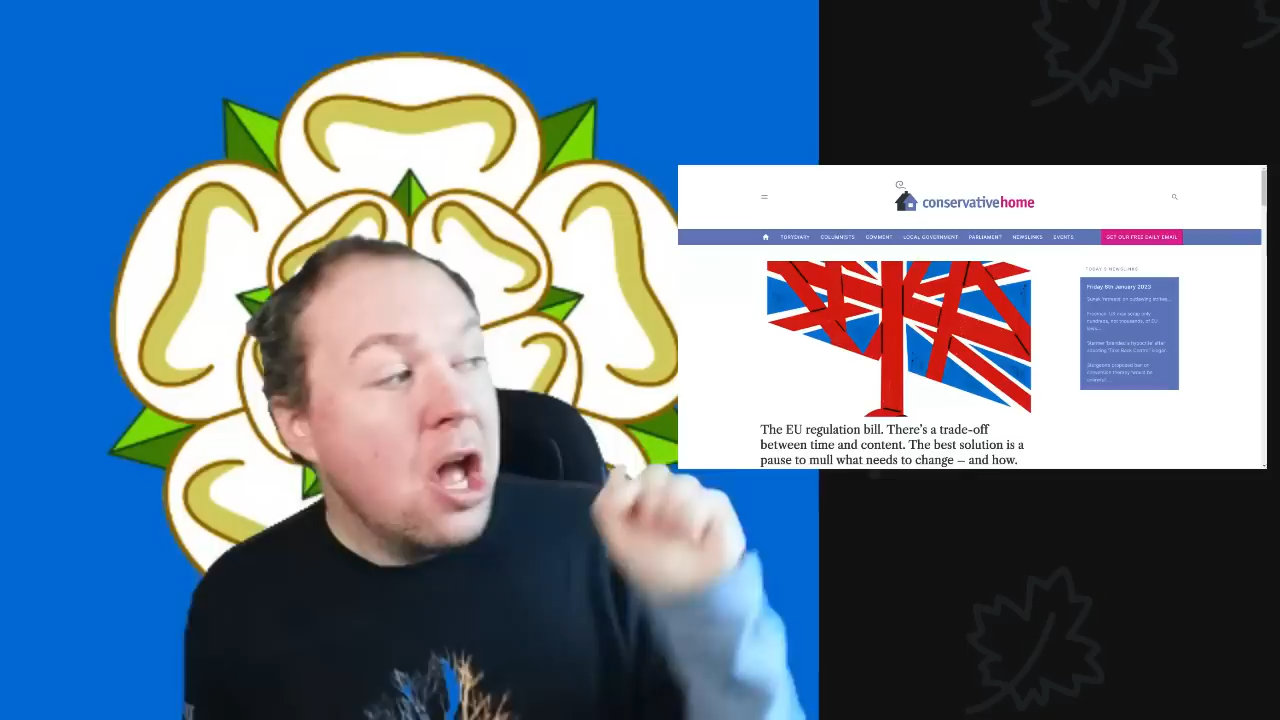 conservativehome
TORYDIARY COLUMNISTS COMMENT LOCAL GOVERNMENT PARLIAMENT NEWSLINKS EVENTS GET OUR FREE DAILY EMAIL
TODAY'S NEWSLINKS
Friday 6th January 2023
The EU regulation bill. There's a trade-off
between time and content. The best solution is a
pause to mull what needs to change – and how.